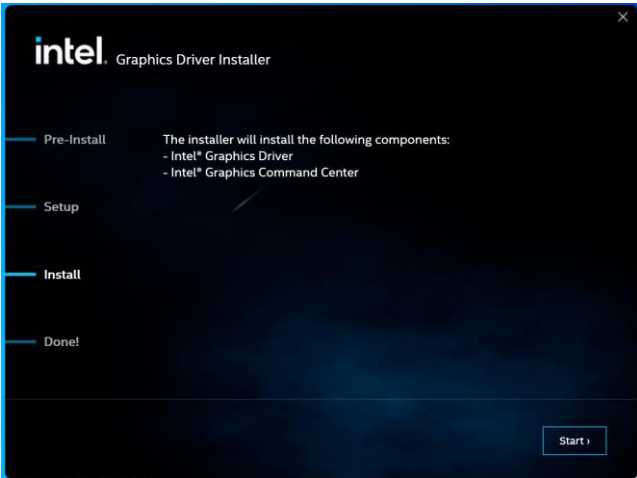 intel. Graphics Driver Installer
Pre-Install
The installer will install the following components:
- Intel® Graphics Driver
- Intel® Graphics Command Center
Setup
Install
Done!
Start ›